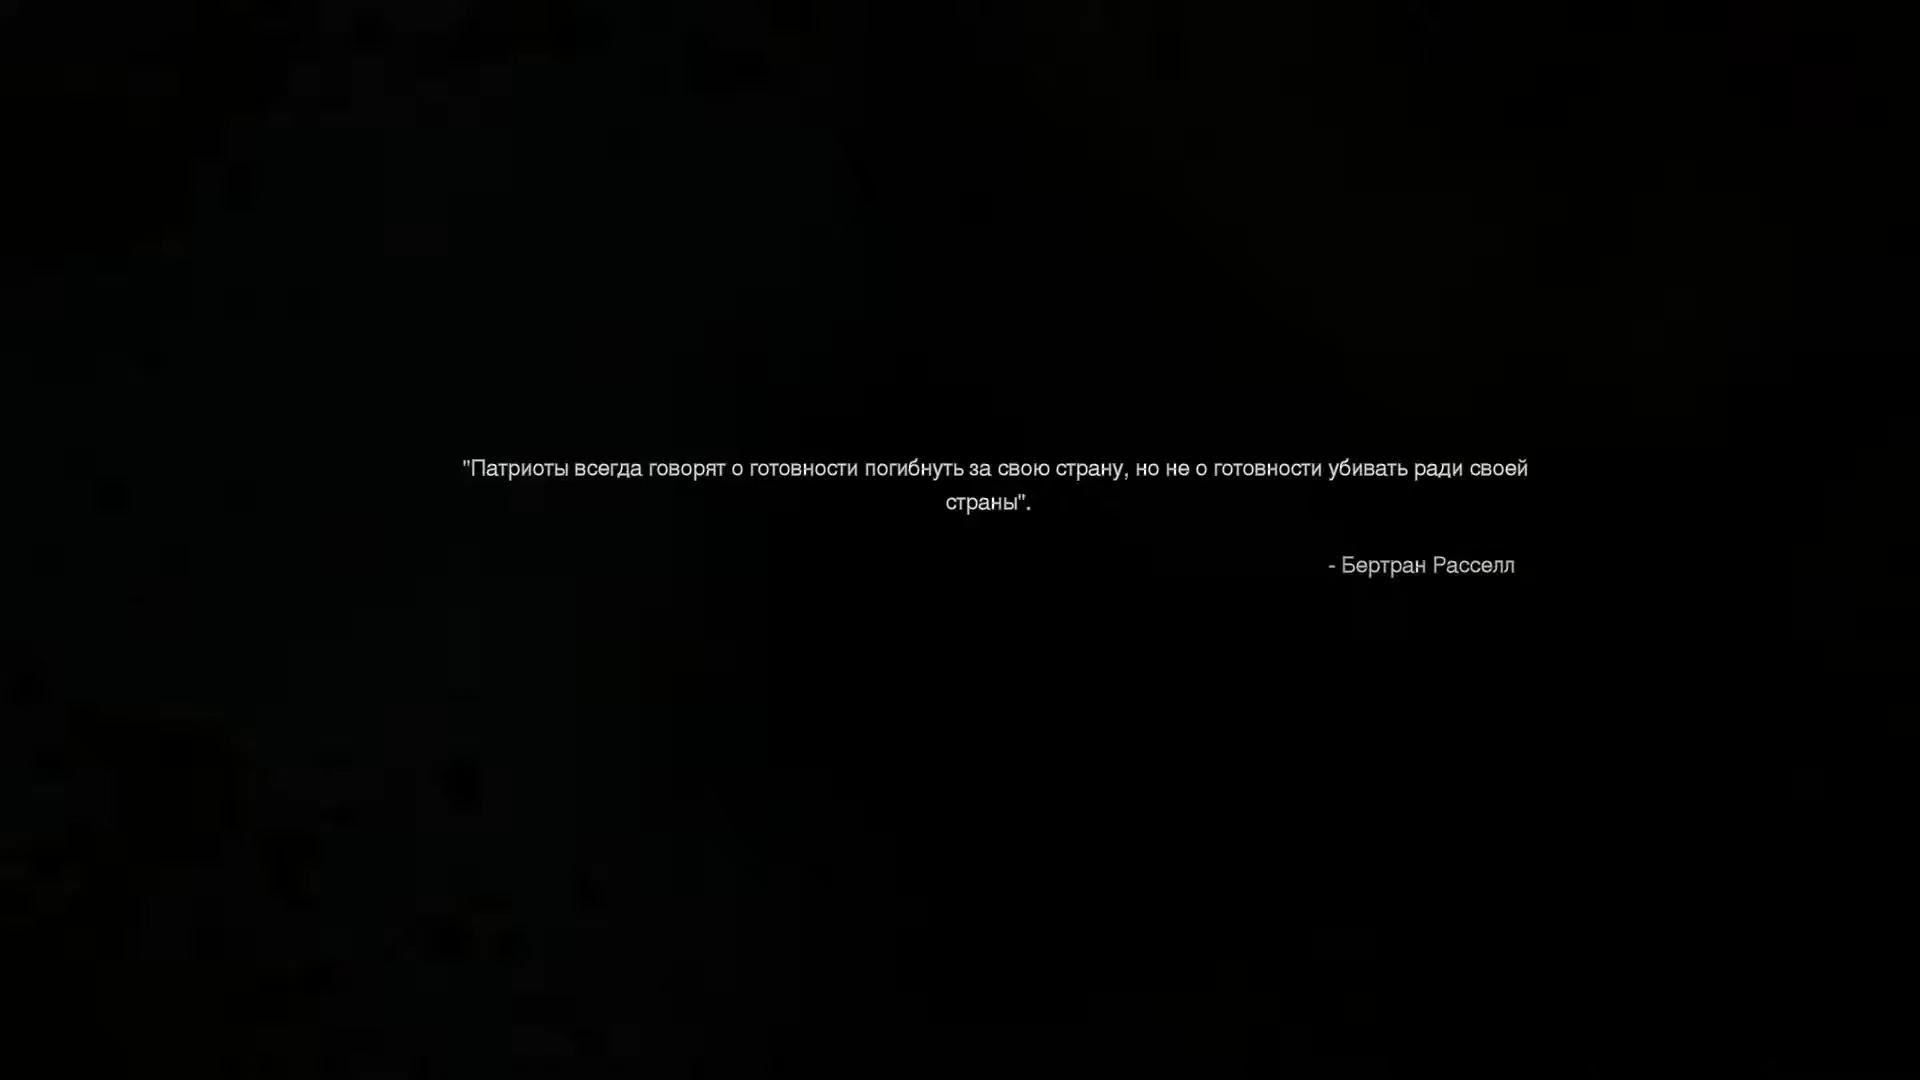 "Патриоты всегда говорят о готовности погибнуть за свою страну, но не о готовности убивать ради своей
страны".
- Бертран Расселл